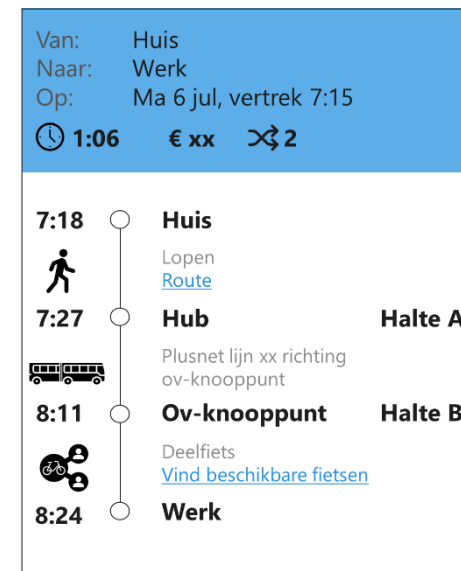 Van: Huis
Naar: Werk
Op: Ma 6 jul, vertrek 7:15
1:06 € xx 2
7:18 Huis
Lopen
Route
7:27 Hub Halte A
Plusnet lijn xx richting
ov-knooppunt
8:11 Ov-knooppunt Halte B
Deelfiets
Vind beschikbare fietsen
8:24 Werk